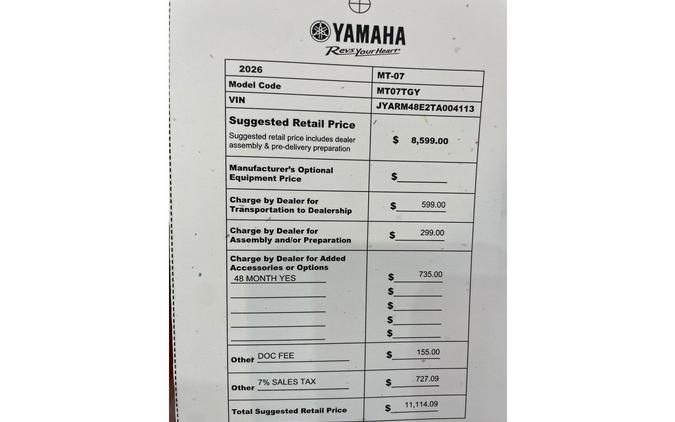 YAMAHA
Revs Your Heart
2026 MT-07
Model Code MT07TGY
VIN JYARM48E2TA004113
Suggested Retail Price
Suggested retail price includes dealer
assembly & pre-delivery preparation
$ 8,599.00
Manufacturer's Optional
Equipment Price
$
Charge by Dealer for
Transportation to Dealership
$ 599.00
Charge by Dealer for
Assembly and/or Preparation
$ 299.00
Charge by Dealer for Added
Accessories or Options
48 MONTH YES $ 735.00
$
$
$
$
Other DOC FEE $ 155.00
Other 7% SALES TAX $ 727.09
Total Suggested Retail Price $ 11,114.09